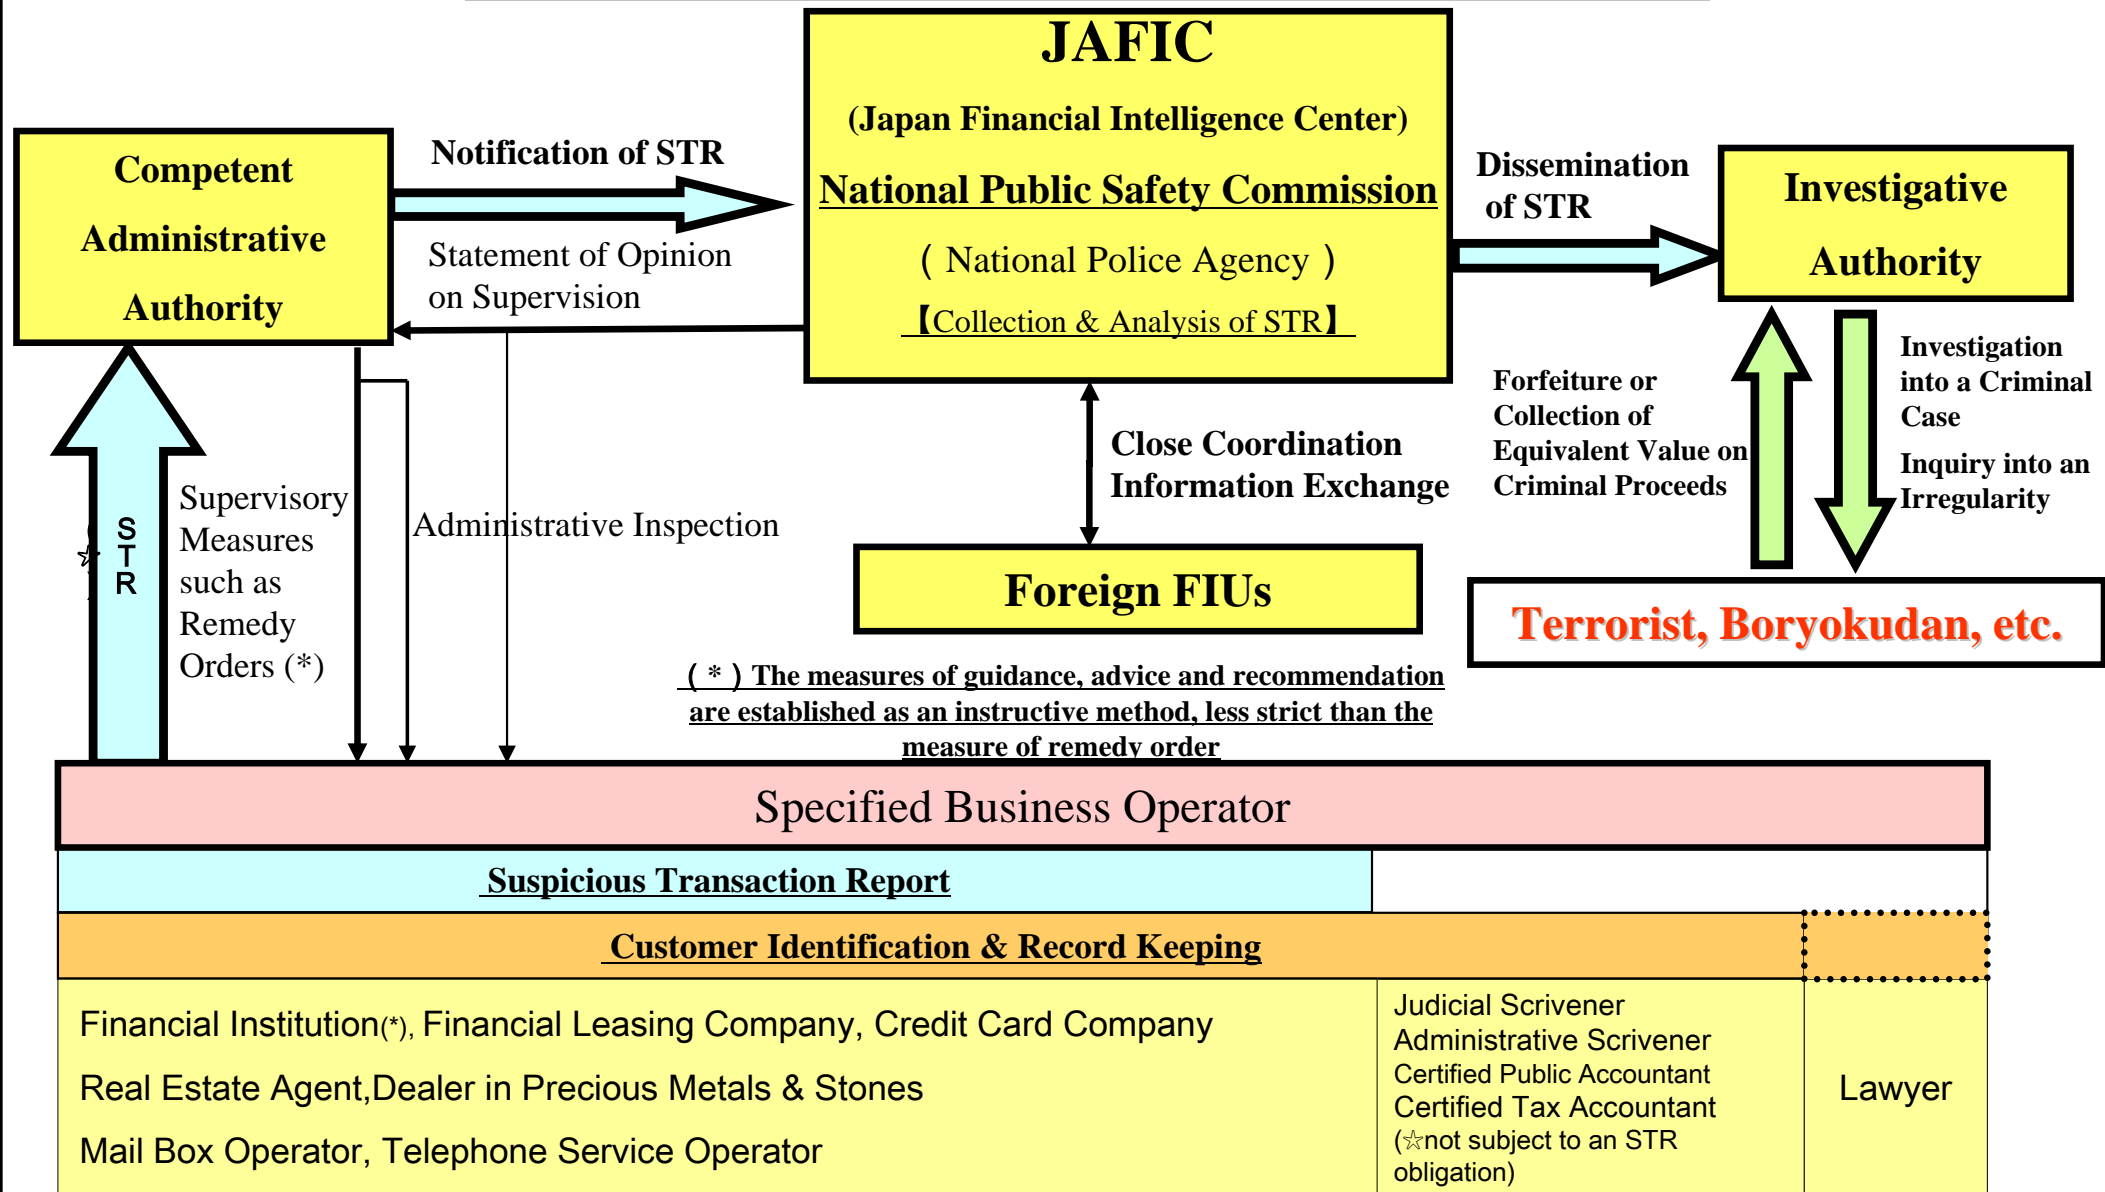 JAFIC
(Japan Financial Intelligence Center)
National Public Safety Commission
( National Police Agency )
【Collection & Analysis of STR】
Competent
Administrative
Authority
Notification of STR
Statement of Opinion
on Supervision
Dissemination
of STR
Investigative
Authority
Forfeiture or
Collection of
Equivalent Value on
Criminal Proceeds
Investigation
into a Criminal
Case
Inquiry into an
Irregularity
Close Coordination
Information Exchange
(☆)
STR
Supervisory
Measures
such as
Remedy
Orders (*)
Administrative Inspection
Foreign FIUs
Terrorist, Boryokudan, etc.
( * ) The measures of guidance, advice and recommendation
are established as an instructive method, less strict than the
measure of remedy order
Specified Business Operator
Suspicious Transaction Report
Customer Identification & Record Keeping
Financial Institution(*), Financial Leasing Company, Credit Card Company
Real Estate Agent,Dealer in Precious Metals & Stones
Mail Box Operator, Telephone Service Operator
Judicial Scrivener
Administrative Scrivener
Certified Public Accountant
Certified Tax Accountant
(☆not subject to an STR
obligation)
Lawyer